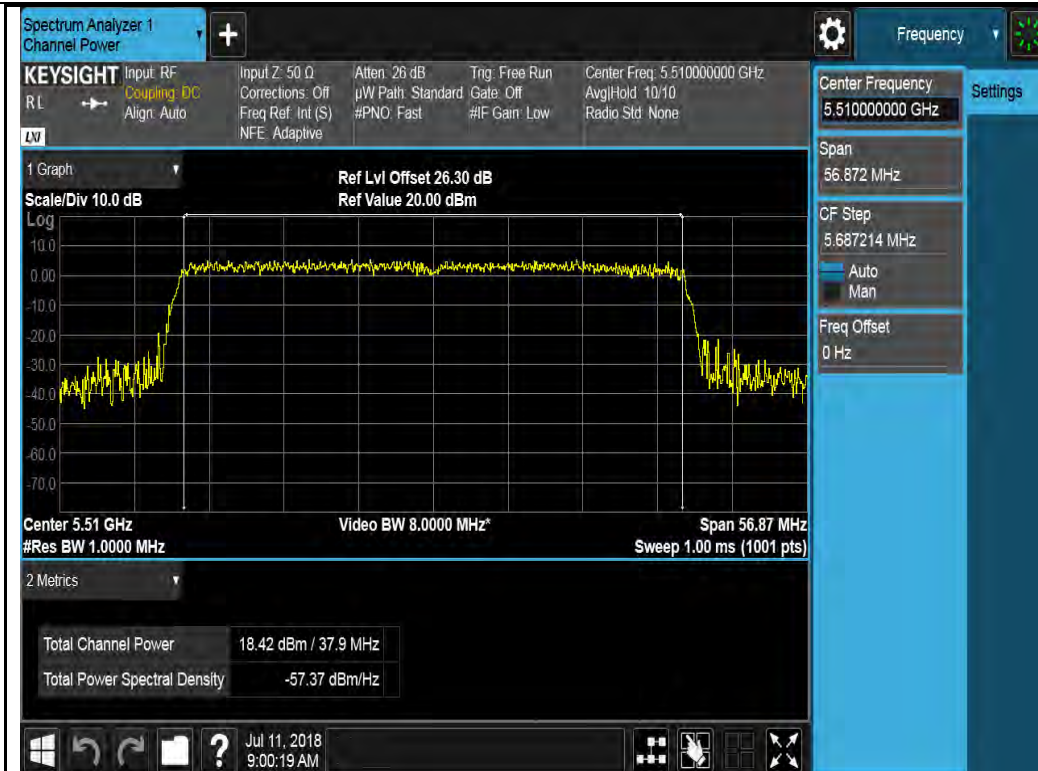 Spectrum Analyzer 1
Channel Power
+
Frequency
KEYSIGHT
RL
LXI
Input: RF
Coupling: DC
Align: Auto
Input Z: 50 Ω
Corrections: Off
Freq Ref: Int (S)
NFE: Adaptive
Atten: 26 dB
µW Path: Standard
#PNO: Fast
Trig: Free Run
Gate: Off
#IF Gain: Low
Center Freq: 5.510000000 GHz
Avg|Hold: 10/10
Radio Std: None
Center Frequency
5.510000000 GHz
Settings
Span
56.872 MHz
CF Step
5.687214 MHz
Auto
Man
Freq Offset
0 Hz
1 Graph
Scale/Div 10.0 dB
Ref Lvl Offset 26.30 dB
Ref Value 20.00 dBm
Log
10.0
0.00
-10.0
-20.0
-30.0
-40.0
-50.0
-60.0
-70.0
Center 5.51 GHz
#Res BW 1.0000 MHz
Video BW 8.0000 MHz*
Span 56.87 MHz
Sweep 1.00 ms (1001 pts)
2 Metrics
Total Channel Power 18.42 dBm / 37.9 MHz
Total Power Spectral Density -57.37 dBm/Hz
?
Jul 11, 2018
9:00:19 AM